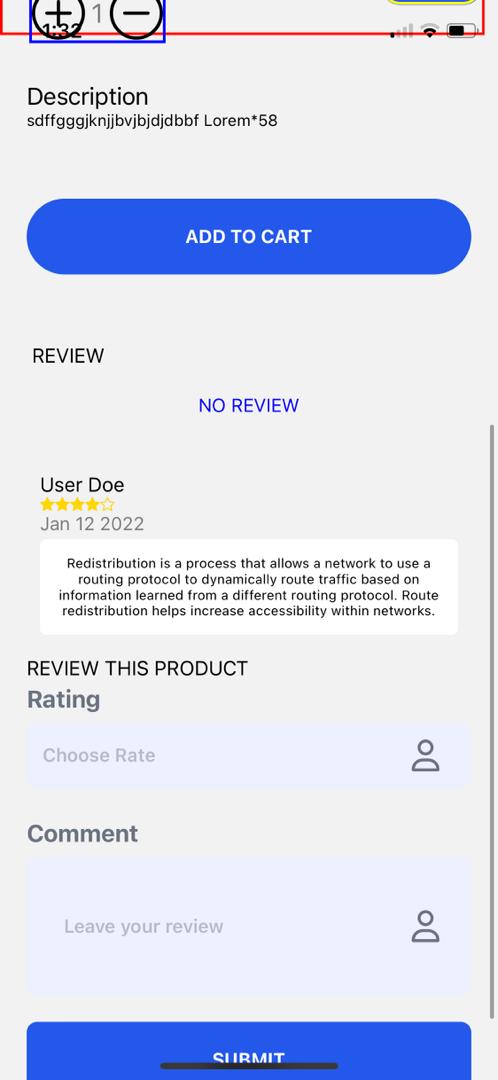 1
1:32
Description
sdffgggjknjjbvjbjdjdbbf Lorem*58
ADD TO CART
REVIEW
NO REVIEW
User Doe
Jan 12 2022
Redistribution is a process that allows a network to use a
routing protocol to dynamically route traffic based on
information learned from a different routing protocol. Route
redistribution helps increase accessibility within networks.
REVIEW THIS PRODUCT
Rating
Choose Rate
Comment
Leave your review
SUBMIT